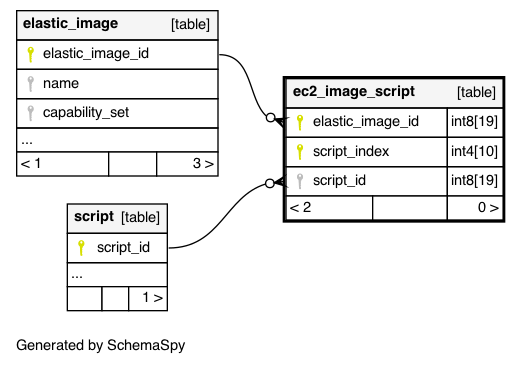 elastic_image [table]
elastic_image_id
name
capability_set
...
< 1 3 >
ec2_image_script [table]
elastic_image_id int8[19]
script_index int4[10]
script_id int8[19]
< 2 0 >
script [table]
script_id
...
1 >
Generated by SchemaSpy